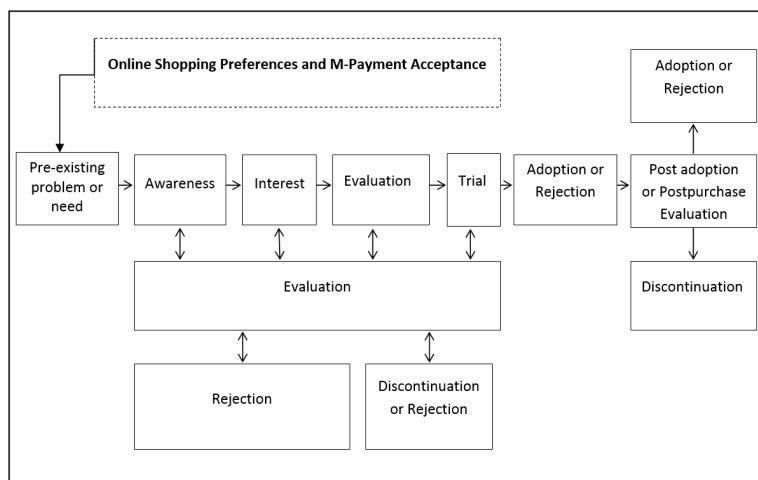 Online Shopping Preferences and M-Payment Acceptance
Adoption or
Rejection
Pre-existing
problem or
need
Awareness
Interest
Evaluation
Trial
Adoption or
Rejection
Post adoption
or Postpurchase
Evaluation
Evaluation
Discontinuation
Rejection
Discontinuation
or Rejection